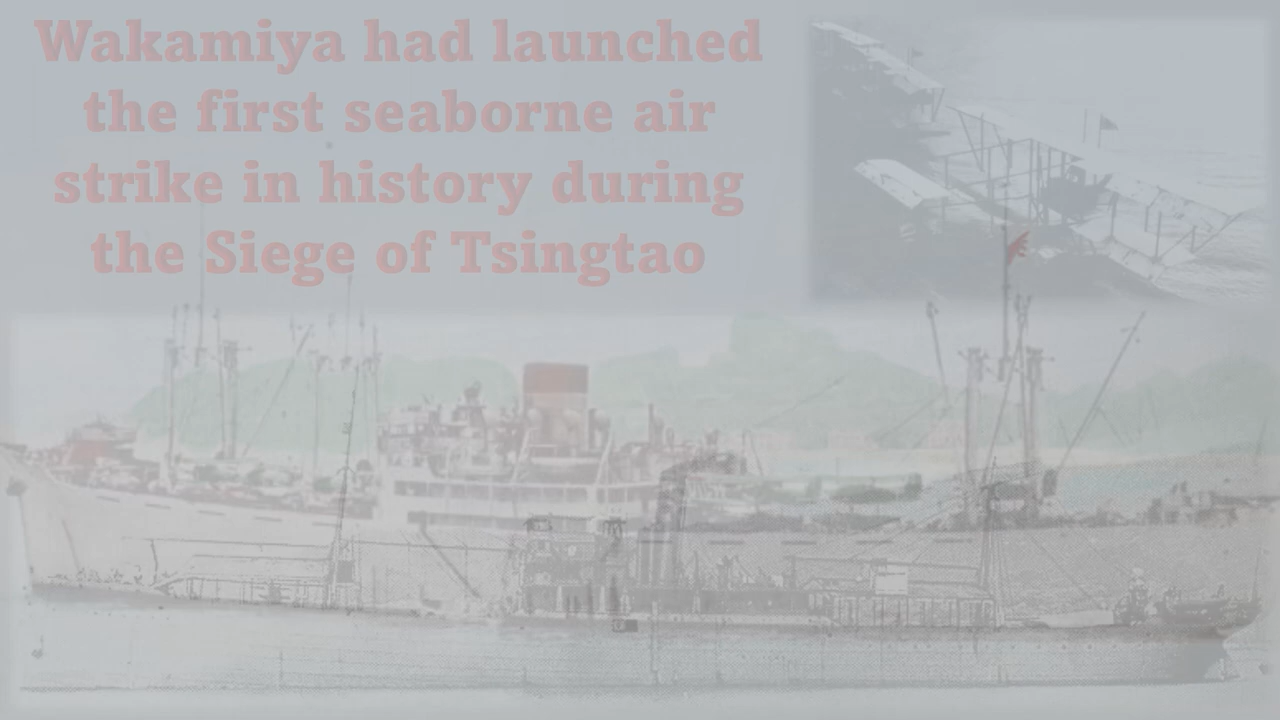 Wakamiya had launched
the first seaborne air
strike in history during
the Siege of Tsingtao